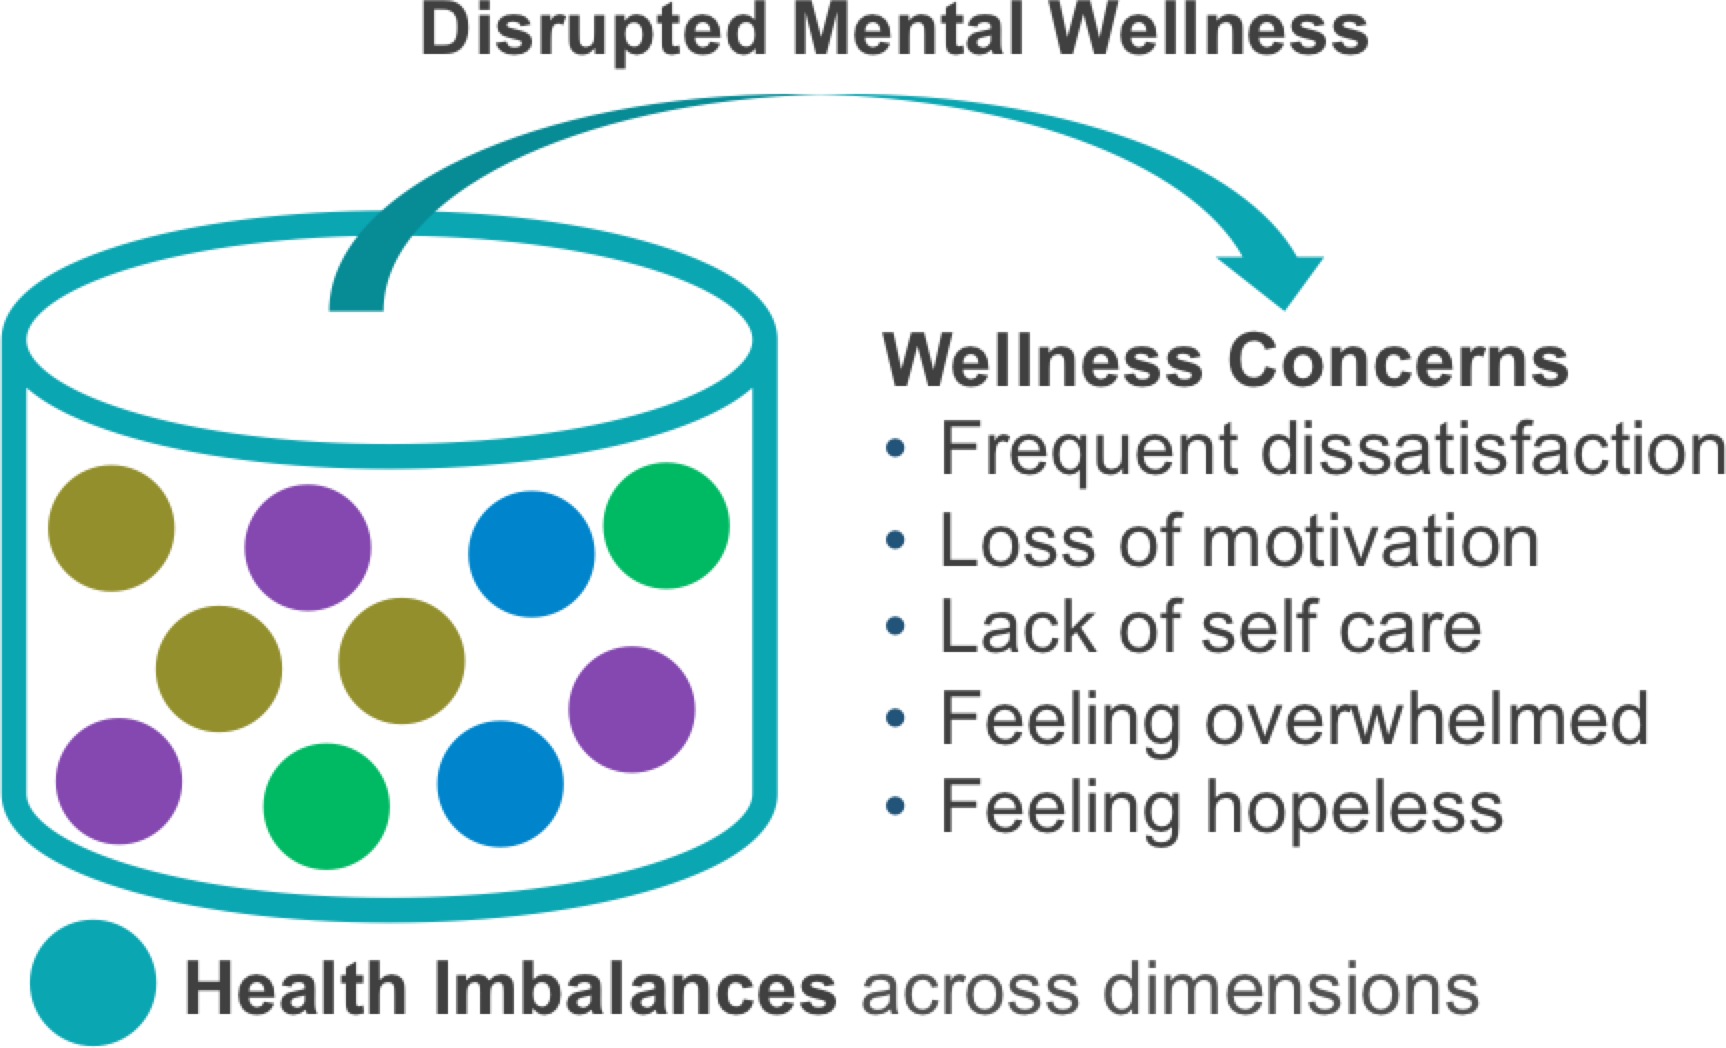 Disrupted Mental Wellness
Wellness Concerns
• Frequent dissatisfaction
• Loss of motivation
• Lack of self care
• Feeling overwhelmed
• Feeling hopeless
Health Imbalances across dimensions